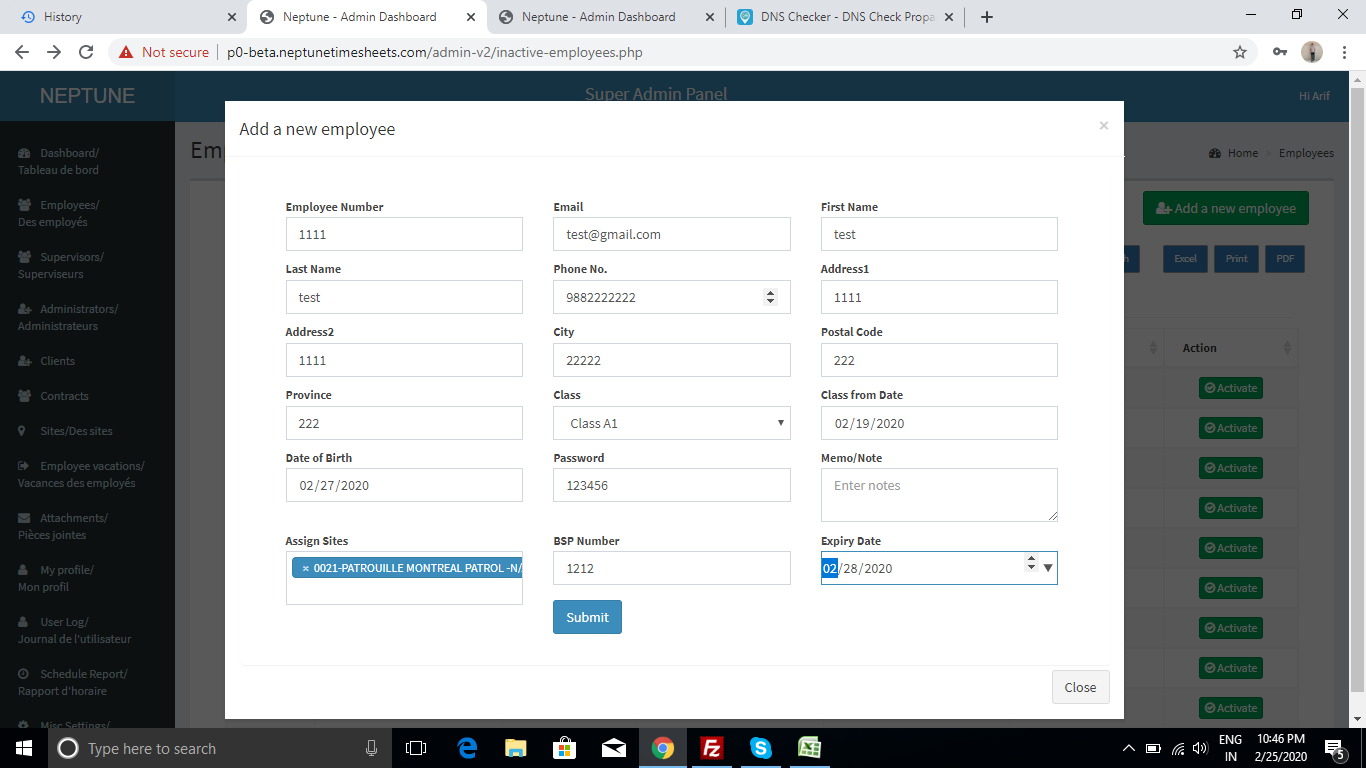 History
Neptune - Admin Dashboard
Neptune - Admin Dashboard
DNS Checker - DNS Check Propa
Not secure
p0-beta.neptunetimesheets.com/admin-v2/inactive-employees.php
NEPTUNE
Super Admin Panel
Hi Arif
Dashboard/
Tableau de bord
Employees/
Des employés
Supervisors/
Superviseurs
Administrators/
Administrateurs
Clients
Contracts
Sites/Des sites
Employee vacations/
Vacances des employés
Attachments/
Pièces jointes
My profile/
Mon profil
User Log/
Journal de l'utilisateur
Schedule Report/
Rapport d'horaire
Misc Settings/
Home > Employees
Add a new employee
Excel
Print
PDF
Action
Activate
Activate
Activate
Activate
Activate
Activate
Activate
Activate
Activate
Add a new employee
×
Employee Number
Email
First Name
1111
test@gmail.com
test
Last Name
Phone No.
Address1
test
9882222222
1111
Address2
City
Postal Code
1111
22222
222
Province
Class
Class from Date
222
Class A1
02/19/2020
Date of Birth
Password
Memo/Note
02/27/2020
123456
Enter notes
Assign Sites
BSP Number
Expiry Date
× 0021-PATROUILLE MONTREAL PATROL -N/
1212
02/28/2020
Submit
Close
Type here to search
ENG
IN
10:46 PM
2/25/2020
5